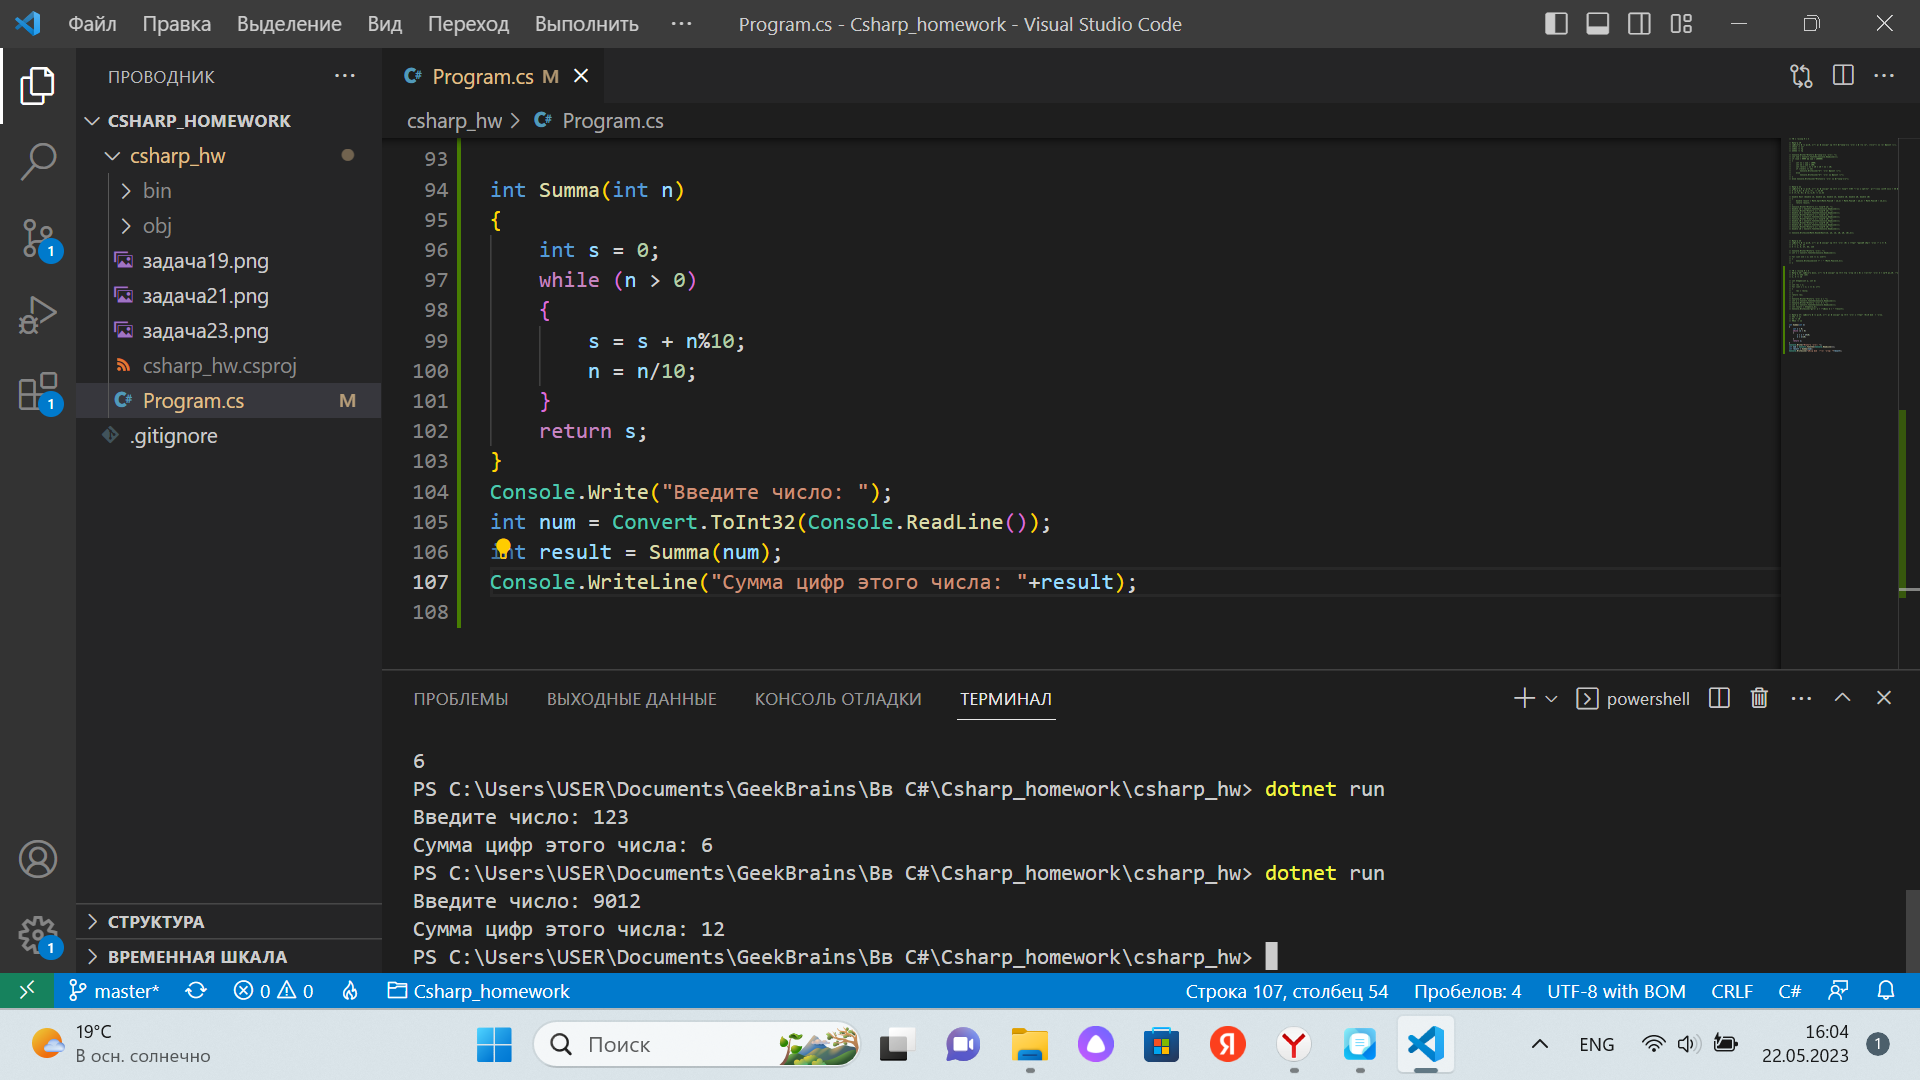 Файл Правка Выделение Вид Переход Выполнить ··· Program.cs - Csharp_homework - Visual Studio Code
ПРОВОДНИК ···
CSHARP_HOMEWORK
csharp_hw
bin
obj
задача19.png
задача21.png
задача23.png
csharp_hw.csproj
Program.cs M
.gitignore
СТРУКТУРА
ВРЕМЕННАЯ ШКАЛА
1
1
1
Program.cs M
csharp_hw > Program.cs
93
94 int Summa(int n)
95 {
96 int s = 0;
97 while (n > 0)
98 {
99 s = s + n%10;
100 n = n/10;
101 }
102 return s;
103 }
104 Console.Write("Введите число: ");
105 int num = Convert.ToInt32(Console.ReadLine());
106 int result = Summa(num);
107 Console.WriteLine("Сумма цифр этого числа: "+result);
108
ПРОБЛЕМЫ ВЫХОДНЫЕ ДАННЫЕ КОНСОЛЬ ОТЛАДКИ ТЕРМИНАЛ powershell
6
PS C:\Users\USER\Documents\GeekBrains\Вв C#\Csharp_homework\csharp_hw> dotnet run
Введите число: 123
Сумма цифр этого числа: 6
PS C:\Users\USER\Documents\GeekBrains\Вв C#\Csharp_homework\csharp_hw> dotnet run
Введите число: 9012
Сумма цифр этого числа: 12
PS C:\Users\USER\Documents\GeekBrains\Вв C#\Csharp_homework\csharp_hw>
master* 0 0 Csharp_homework Строка 107, столбец 54 Пробелов: 4 UTF-8 with BOM CRLF C#
19°C
В осн. солнечно
Поиск
Я
ENG
16:04
22.05.2023
1